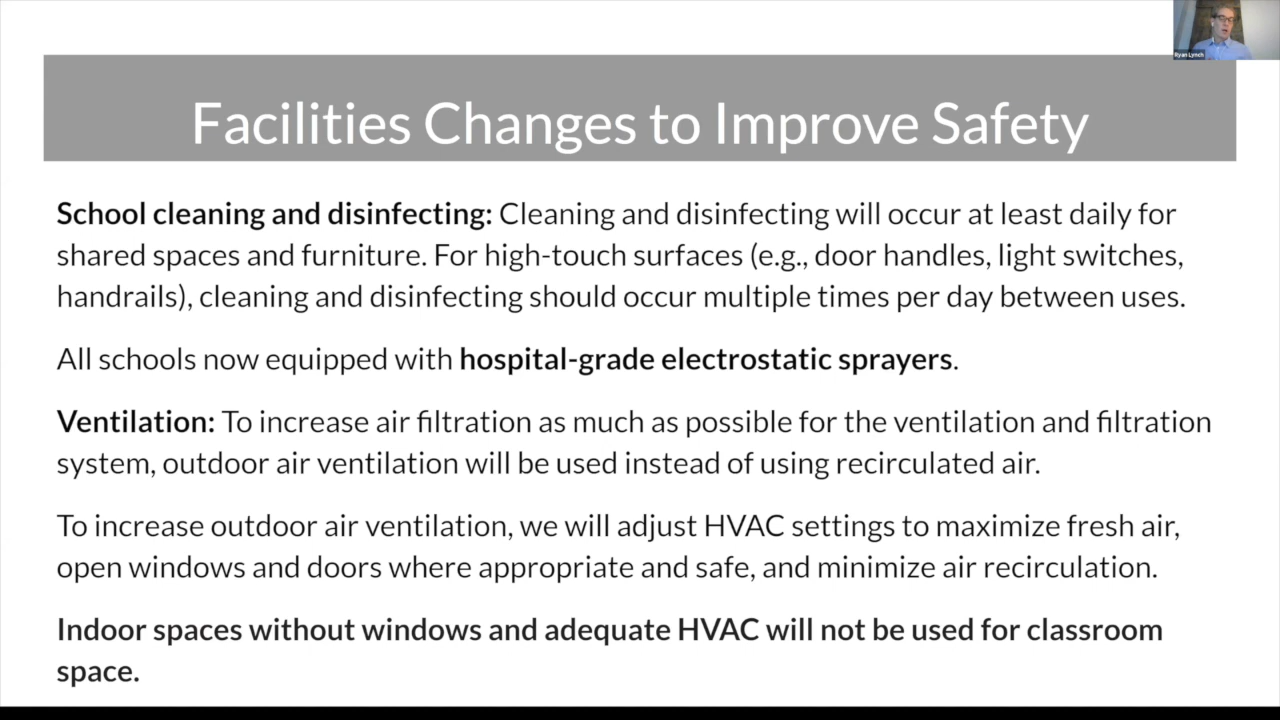 Ryan Lynch
Facilities Changes to Improve Safety
School cleaning and disinfecting: Cleaning and disinfecting will occur at least daily for
shared spaces and furniture. For high-touch surfaces (e.g., door handles, light switches,
handrails), cleaning and disinfecting should occur multiple times per day between uses.
All schools now equipped with hospital-grade electrostatic sprayers.
Ventilation: To increase air filtration as much as possible for the ventilation and filtration
system, outdoor air ventilation will be used instead of using recirculated air.
To increase outdoor air ventilation, we will adjust HVAC settings to maximize fresh air,
open windows and doors where appropriate and safe, and minimize air recirculation.
Indoor spaces without windows and adequate HVAC will not be used for classroom
space.